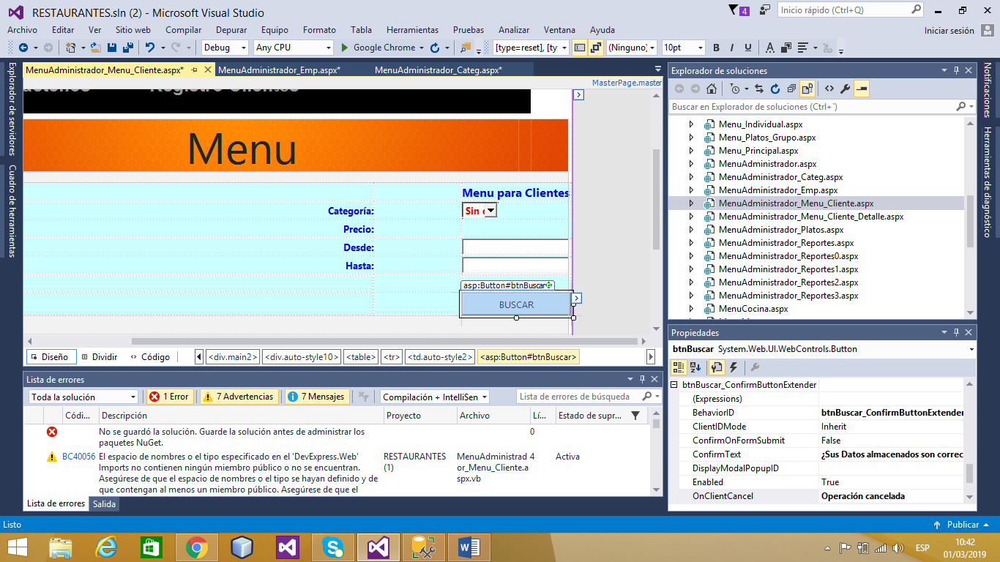 RESTAURANTES.sln (2) - Microsoft Visual Studio
4
Inicio rápido (Ctrl+Q)
Archivo Editar Ver Sitio web Compilar Depurar Equipo Formato Tabla Herramientas Pruebas Analizar Ventana Ayuda
Iniciar sesión
Debug Any CPU Google Chrome [type=reset], [ty (Ninguno) 10pt B I U A
Explorador de servidores
Cuadro de herramientas
MenuAdministrador_Menu_Cliente.aspx* MenuAdministrador_Emp.aspx* MenuAdministrador_Categ.aspx*
MasterPage.master
Registro Clientes
Menu
Menu para Clientes
Categoría: Sin
Precio:
Desde:
Hasta:
asp:Button#btnBuscar
BUSCAR
Diseño Dividir Código <div.main2> <div.auto-style10> <table> <tr> <td.auto-style2> <asp:Button#btnBuscar>
Lista de errores
Toda la solución 1 Error 7 Advertencias 7 Mensajes Compilación + IntelliSen Lista de errores de búsqueda
Códi... Descripción Proyecto Archivo Lí... Estado de supr...
No se guardó la solución. Guarde la solución antes de administrar los 0
paquetes NuGet.
BC40056 El espacio de nombres o el tipo especificado en el 'DevExpress.Web' RESTAURANTES MenuAdministrad 4 Activa
Imports no contienen ningún miembro público o no se encuentran. (1) or_Menu_Cliente.a
Asegúrese de que el espacio de nombres o el tipo se hayan definido y de spx.vb
que contengan al menos un miembro público. Asegúrese de que el
Lista de errores Salida
Explorador de soluciones
Buscar en Explorador de soluciones (Ctrl+`)
Menu_Individual.aspx
Menu_Platos_Grupo.aspx
Menu_Principal.aspx
MenuAdministrador.aspx
MenuAdministrador_Categ.aspx
MenuAdministrador_Emp.aspx
MenuAdministrador_Menu_Cliente.aspx
MenuAdministrador_Menu_Cliente_Detalle.aspx
MenuAdministrador_Platos.aspx
MenuAdministrador_Reportes.aspx
MenuAdministrador_Reportes0.aspx
MenuAdministrador_Reportes1.aspx
MenuAdministrador_Reportes2.aspx
MenuAdministrador_Reportes3.aspx
MenuCocina.aspx
Propiedades
btnBuscar System.Web.UI.WebControls.Button
btnBuscar_ConfirmButtonExtender
(Expressions)
BehaviorID btnBuscar_ConfirmButtonExtender
ClientIDMode Inherit
ConfirmOnFormSubmit False
ConfirmText ¿Sus Datos almacenados son correc
DisplayModalPopupID
Enabled True
OnClientCancel Operación cancelada
Notificaciones
Herramientas de diagnóstico
Listo
Publicar
ESP
10:42
01/03/2019